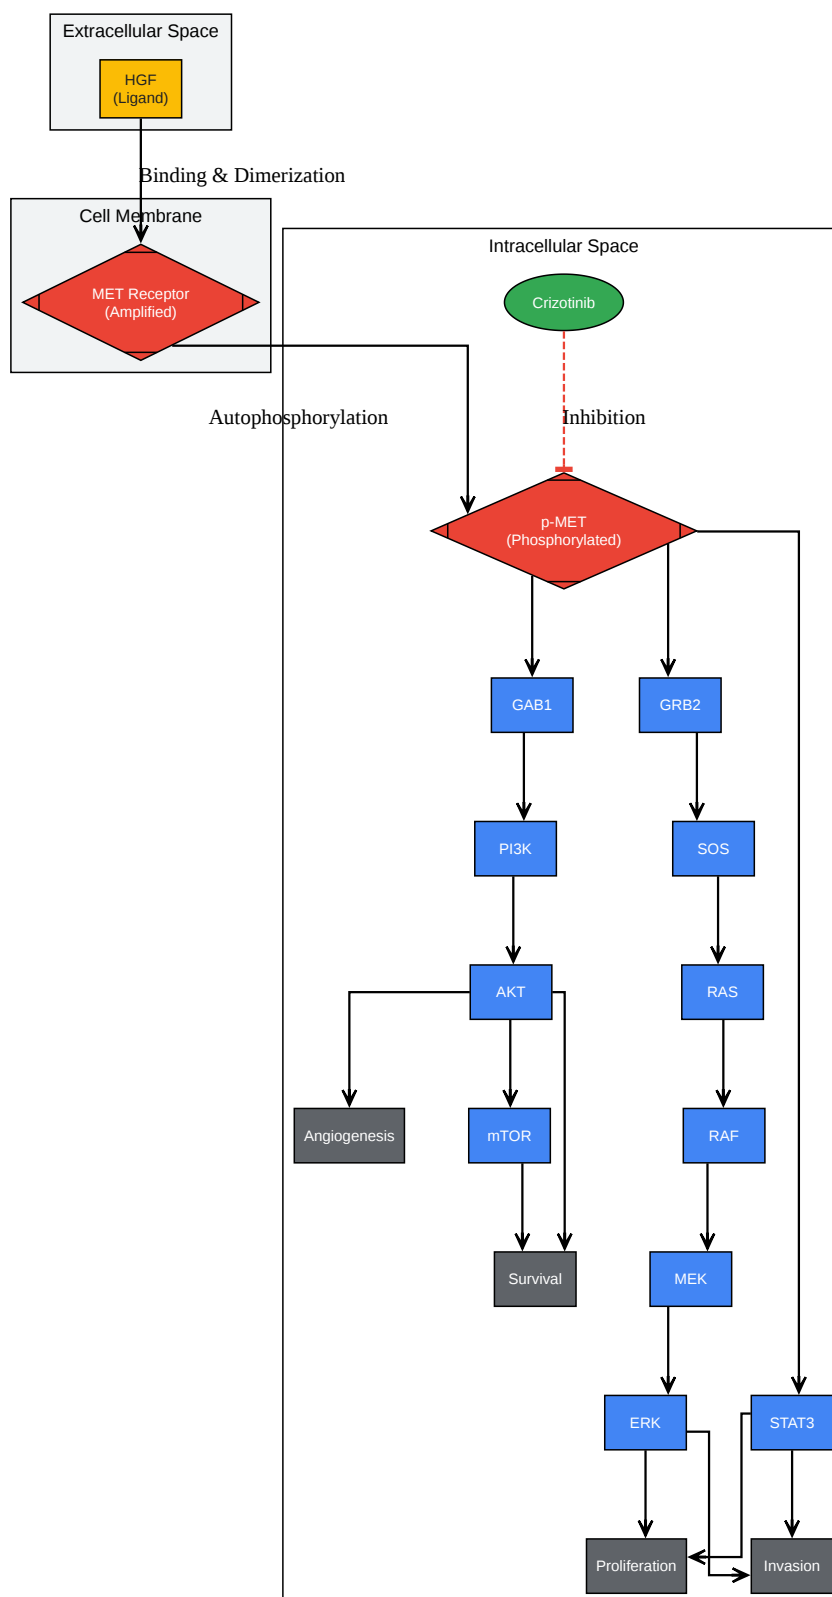 Extracellular Space
HGF
(Ligand)
Binding & Dimerization
Cell Membrane
MET Receptor
(Amplified)
Intracellular Space
Crizotinib
Autophosphorylation
Inhibition
p-MET
(Phosphorylated)
GAB1
GRB2
PI3K
SOS
AKT
RAS
Angiogenesis
mTOR
RAF
Survival
MEK
ERK
STAT3
Proliferation
Invasion